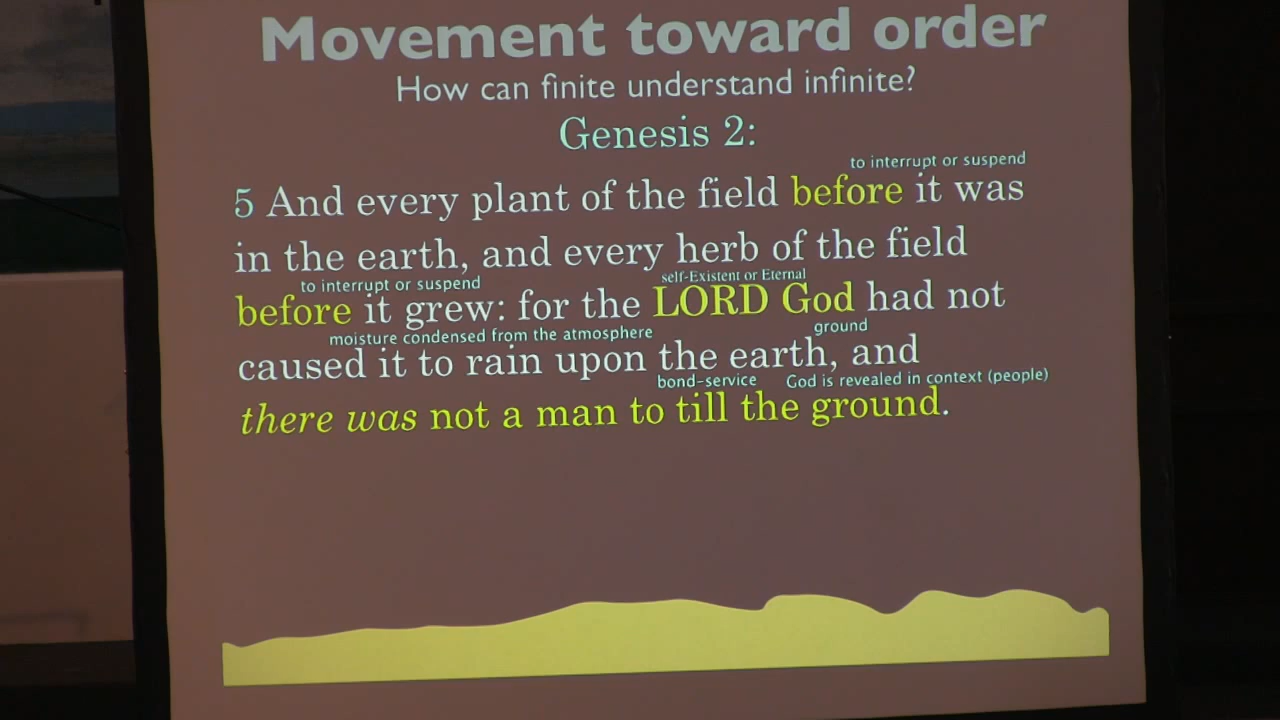 Movement toward order
How can finite understand infinite?
Genesis 2:
to interrupt or suspend
5 And every plant of the field before it was
in the earth, and every herb of the field
to interrupt or suspend self-Existent or Eternal
before it grew: for the LORD God had not
moisture condensed from the atmosphere ground
caused it to rain upon the earth, and
bond-service God is revealed in context (people)
there was not a man to till the ground.